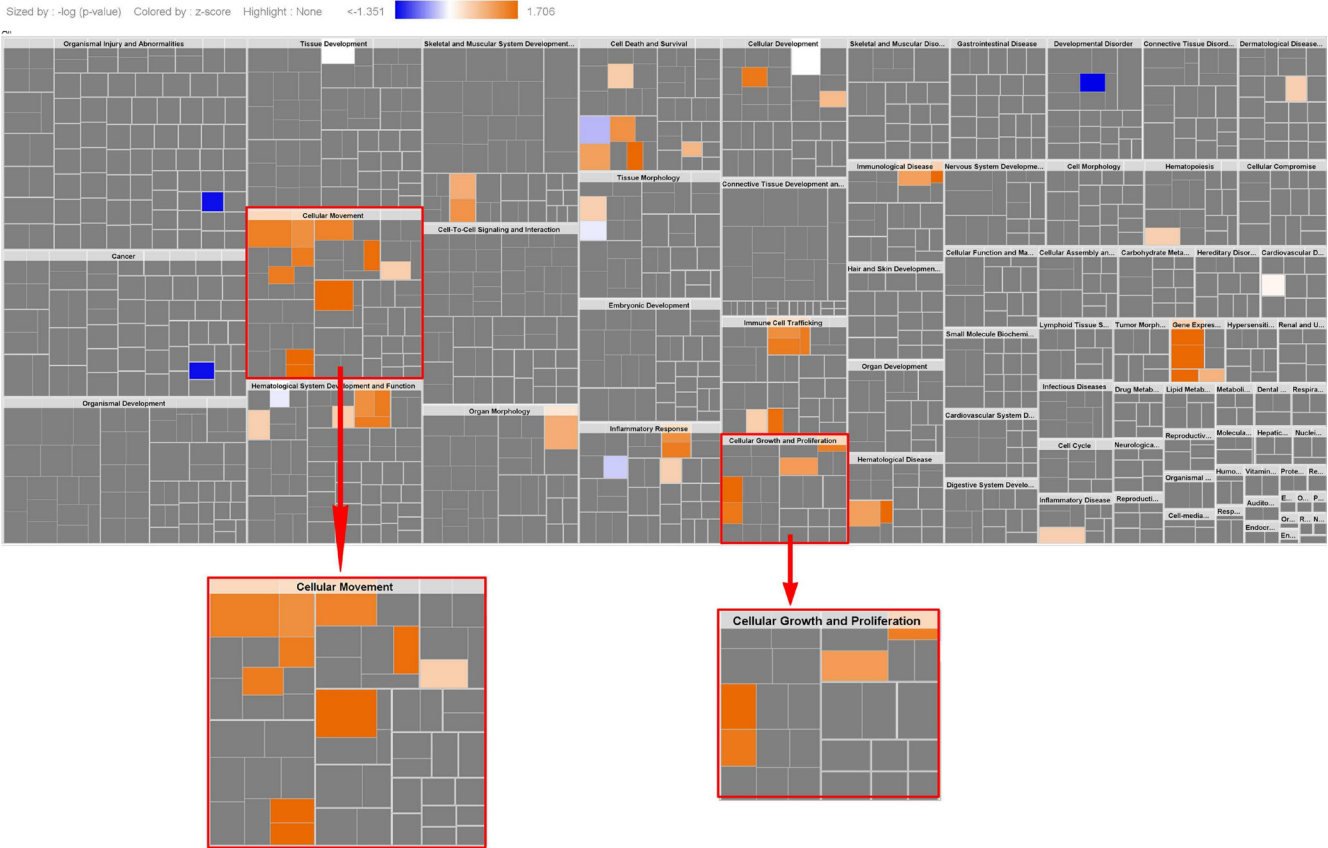 Sized by : -log (p-value) Colored by : z-score Highlight : None <-1.351 1.706
Organismal Injury and Abnormalities
Tissue Development
Skeletal and Muscular System Development...
Cell Death and Survival
Cellular Development
Skeletal and Muscular Diso...
Gastrointestinal Disease
Developmental Disorder
Connective Tissue Disord...
Dermatological Disease...
Immunological Disease
Nervous System Developme...
Cell Morphology
Hematopoiesis
Cellular Compromise
Tissue Morphology
Connective Tissue Development an...
Cellular Movement
Cell-To-Cell Signaling and Interaction
Cancer
Cellular Function and Ma...
Cellular Assembly an...
Carbohydrate Meta...
Hereditary Disor...
Cardiovascular D...
Hair and Skin Developmen...
Embryonic Development
Immune Cell Trafficking
Small Molecule Biochemi...
Lymphoid Tissue S...
Tumor Morph...
Gene Expres...
Hypersensiti...
Renal and U...
Organ Development
Hematological System Development and Function
Infectious Diseases
Drug Metab...
Lipid Metab...
Metaboli...
Dental ...
Respira...
Organismal Development
Organ Morphology
Cardiovascular System D...
Inflammatory Response
Cellular Growth and Proliferation
Cell Cycle
Neurologica...
Reproductiv...
Molecula...
Hepatic...
Nuclei...
Hematological Disease
Digestive System Develo...
Organismal ...
Humo...
Vitamin...
Prote...
Re...
Inflammatory Disease
Reproducti...
Cell-media...
Resp...
Audito...
E...
O...
P...
Endocr...
Or...
R...
N...
En...
Cellular Movement
Cellular Growth and Proliferation